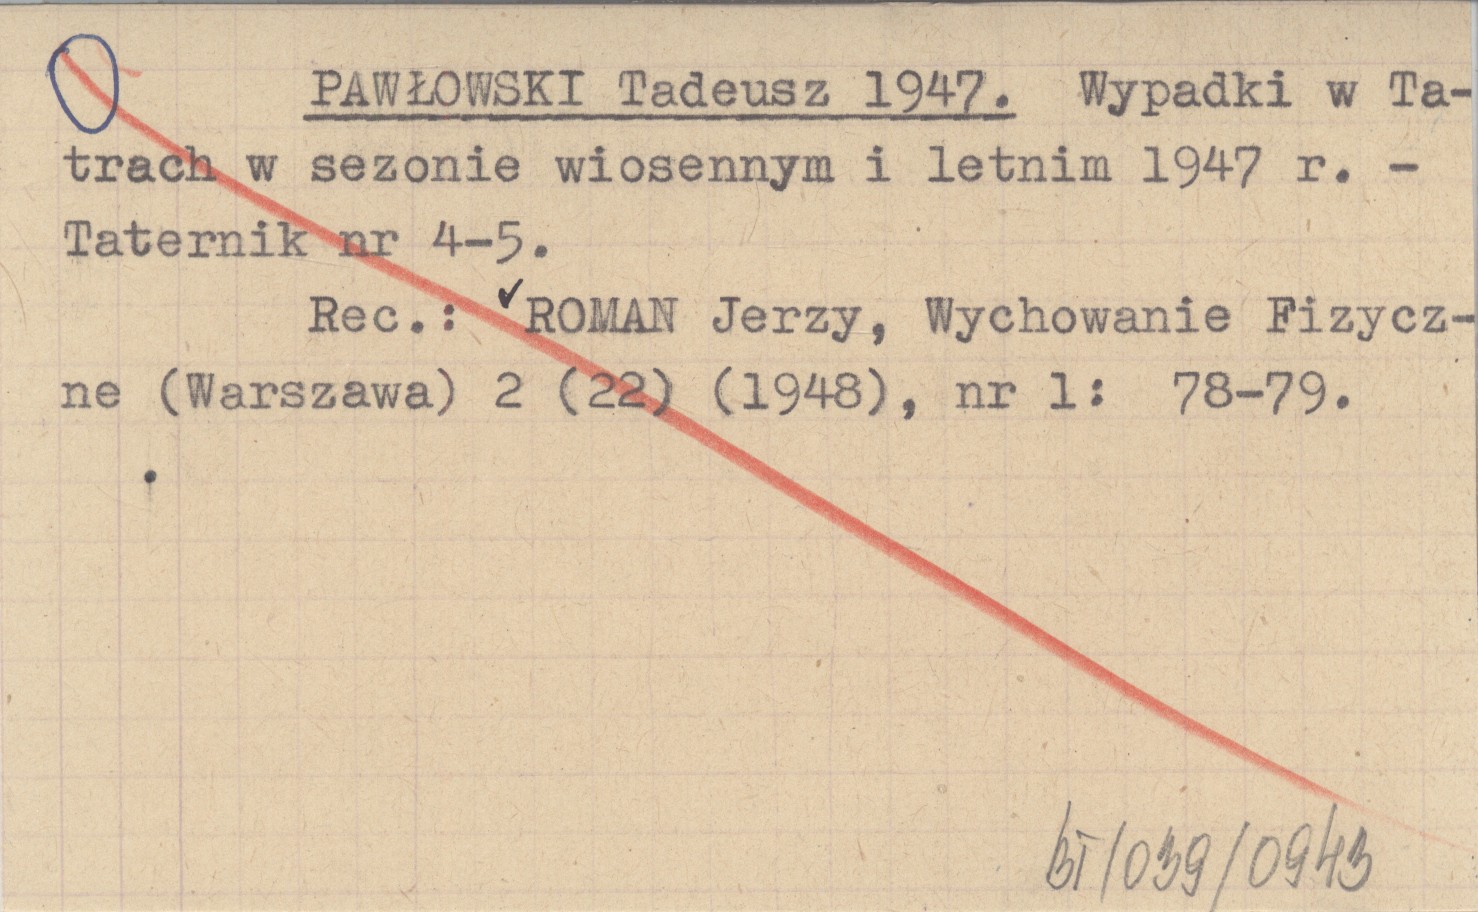 PAWŁOWSKI Tadeusz 1947. Wypadki w Ta-
trach w sezonie wiosennym i letnim 1947 r. -
Taternik nr 4-5.
Rec.: ✓ROMAN Jerzy, Wychowanie Fizycz-
ne (Warszawa) 2 (22) (1948), nr 1: 78-79.
BT/039/0943